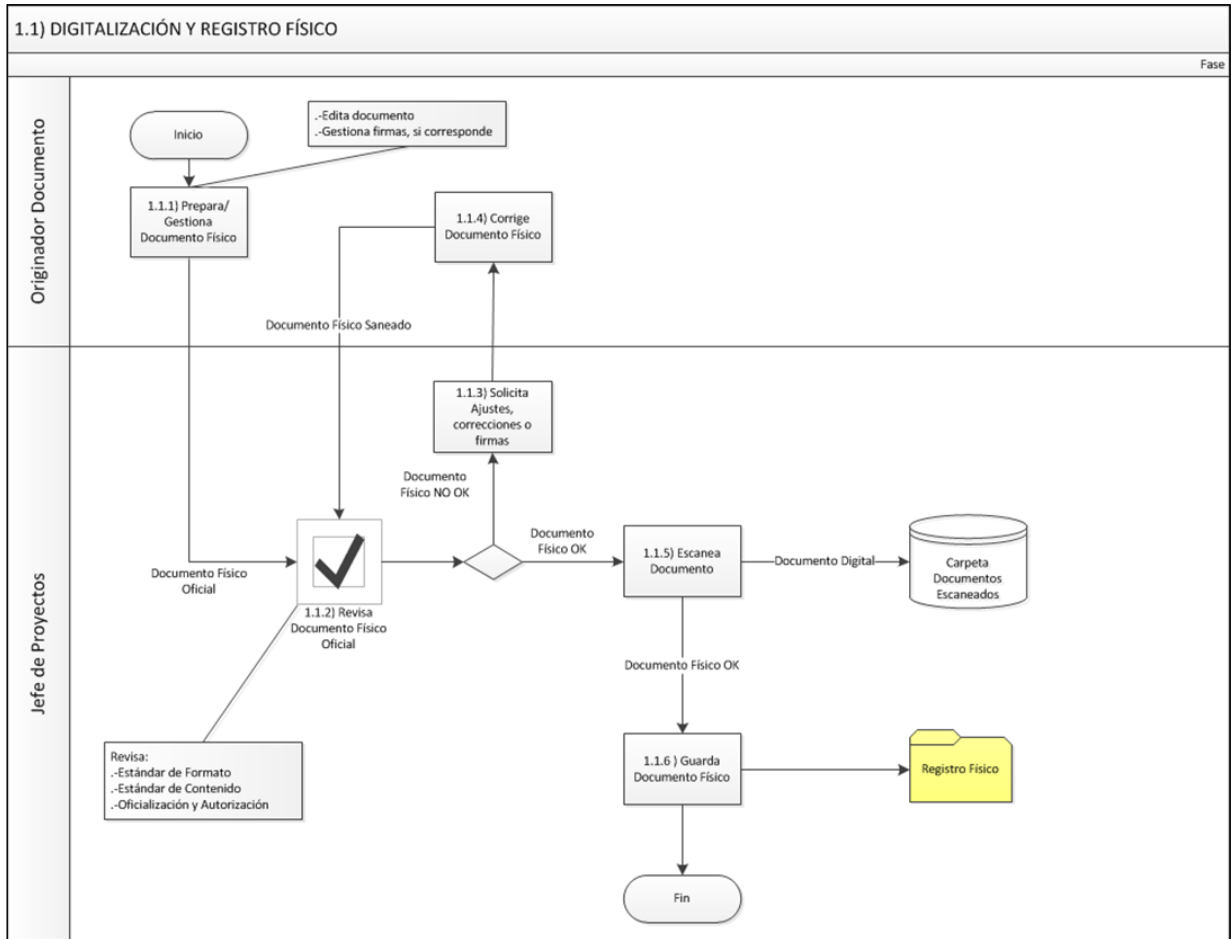 1.1) DIGITALIZACIÓN Y REGISTRO FÍSICO
Fase
Originador Documento
Inicio
.-Edita documento
.-Gestiona firmas, si corresponde
1.1.1) Prepara/
Gestiona
Documento Físico
1.1.4) Corrige
Documento Físico
Documento Físico Saneado
Jefe de Proyectos
1.1.3) Solicita
Ajustes,
correcciones o
firmas
Documento
Físico NO OK
Documento
Físico OK
Documento Físico
Oficial
1.1.2) Revisa
Documento Físico
Oficial
1.1.5) Escanea
Documento
Documento Digital
Carpeta
Documentos
Escaneados
Documento Físico OK
Revisa:
.-Estándar de Formato
.-Estándar de Contenido
.-Oficialización y Autorización
1.1.6 ) Guarda
Documento Físico
Registro Físico
Fin